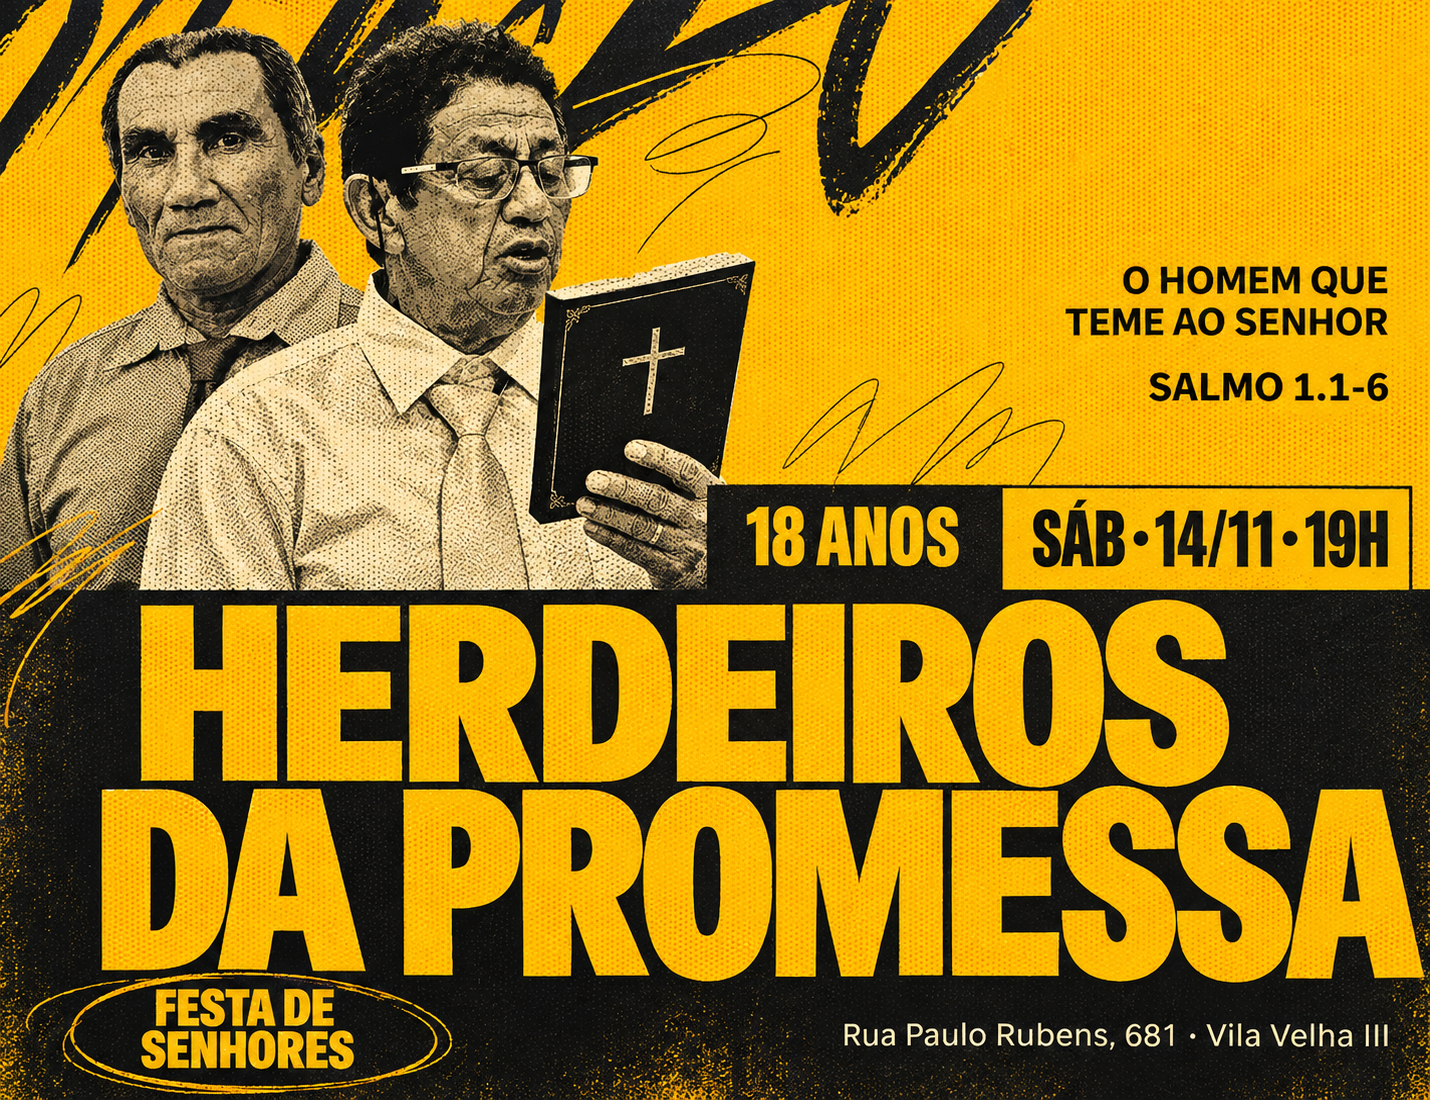 O HOMEM QUE
TEME AO SENHOR
SALMO 1.1-6
18 ANOS
SÁB•14/11•19H
HERDEIROS
DA PROMESSA
FESTA DE
SENHORES
Rua Paulo Rubens, 681 • Vila Velha III